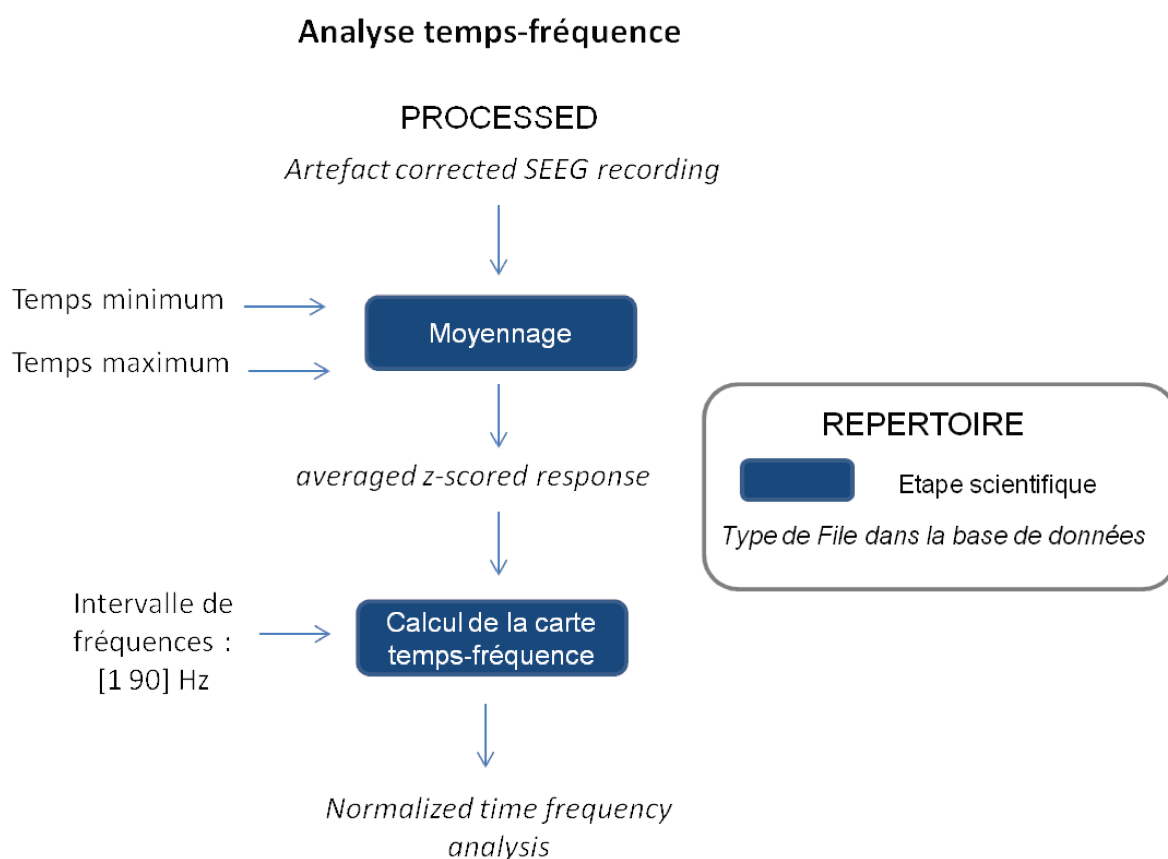 Analyse temps-fréquence
PROCESSED
Artefact corrected SEEG recording
Temps minimum
Moyennage
Temps maximum
averaged z-scored response
REPERTOIRE
Etape scientifique
Type de File dans la base de données
Intervalle de
fréquences :
[1 90] Hz
Calcul de la carte
temps-fréquence
Normalized time frequency
analysis